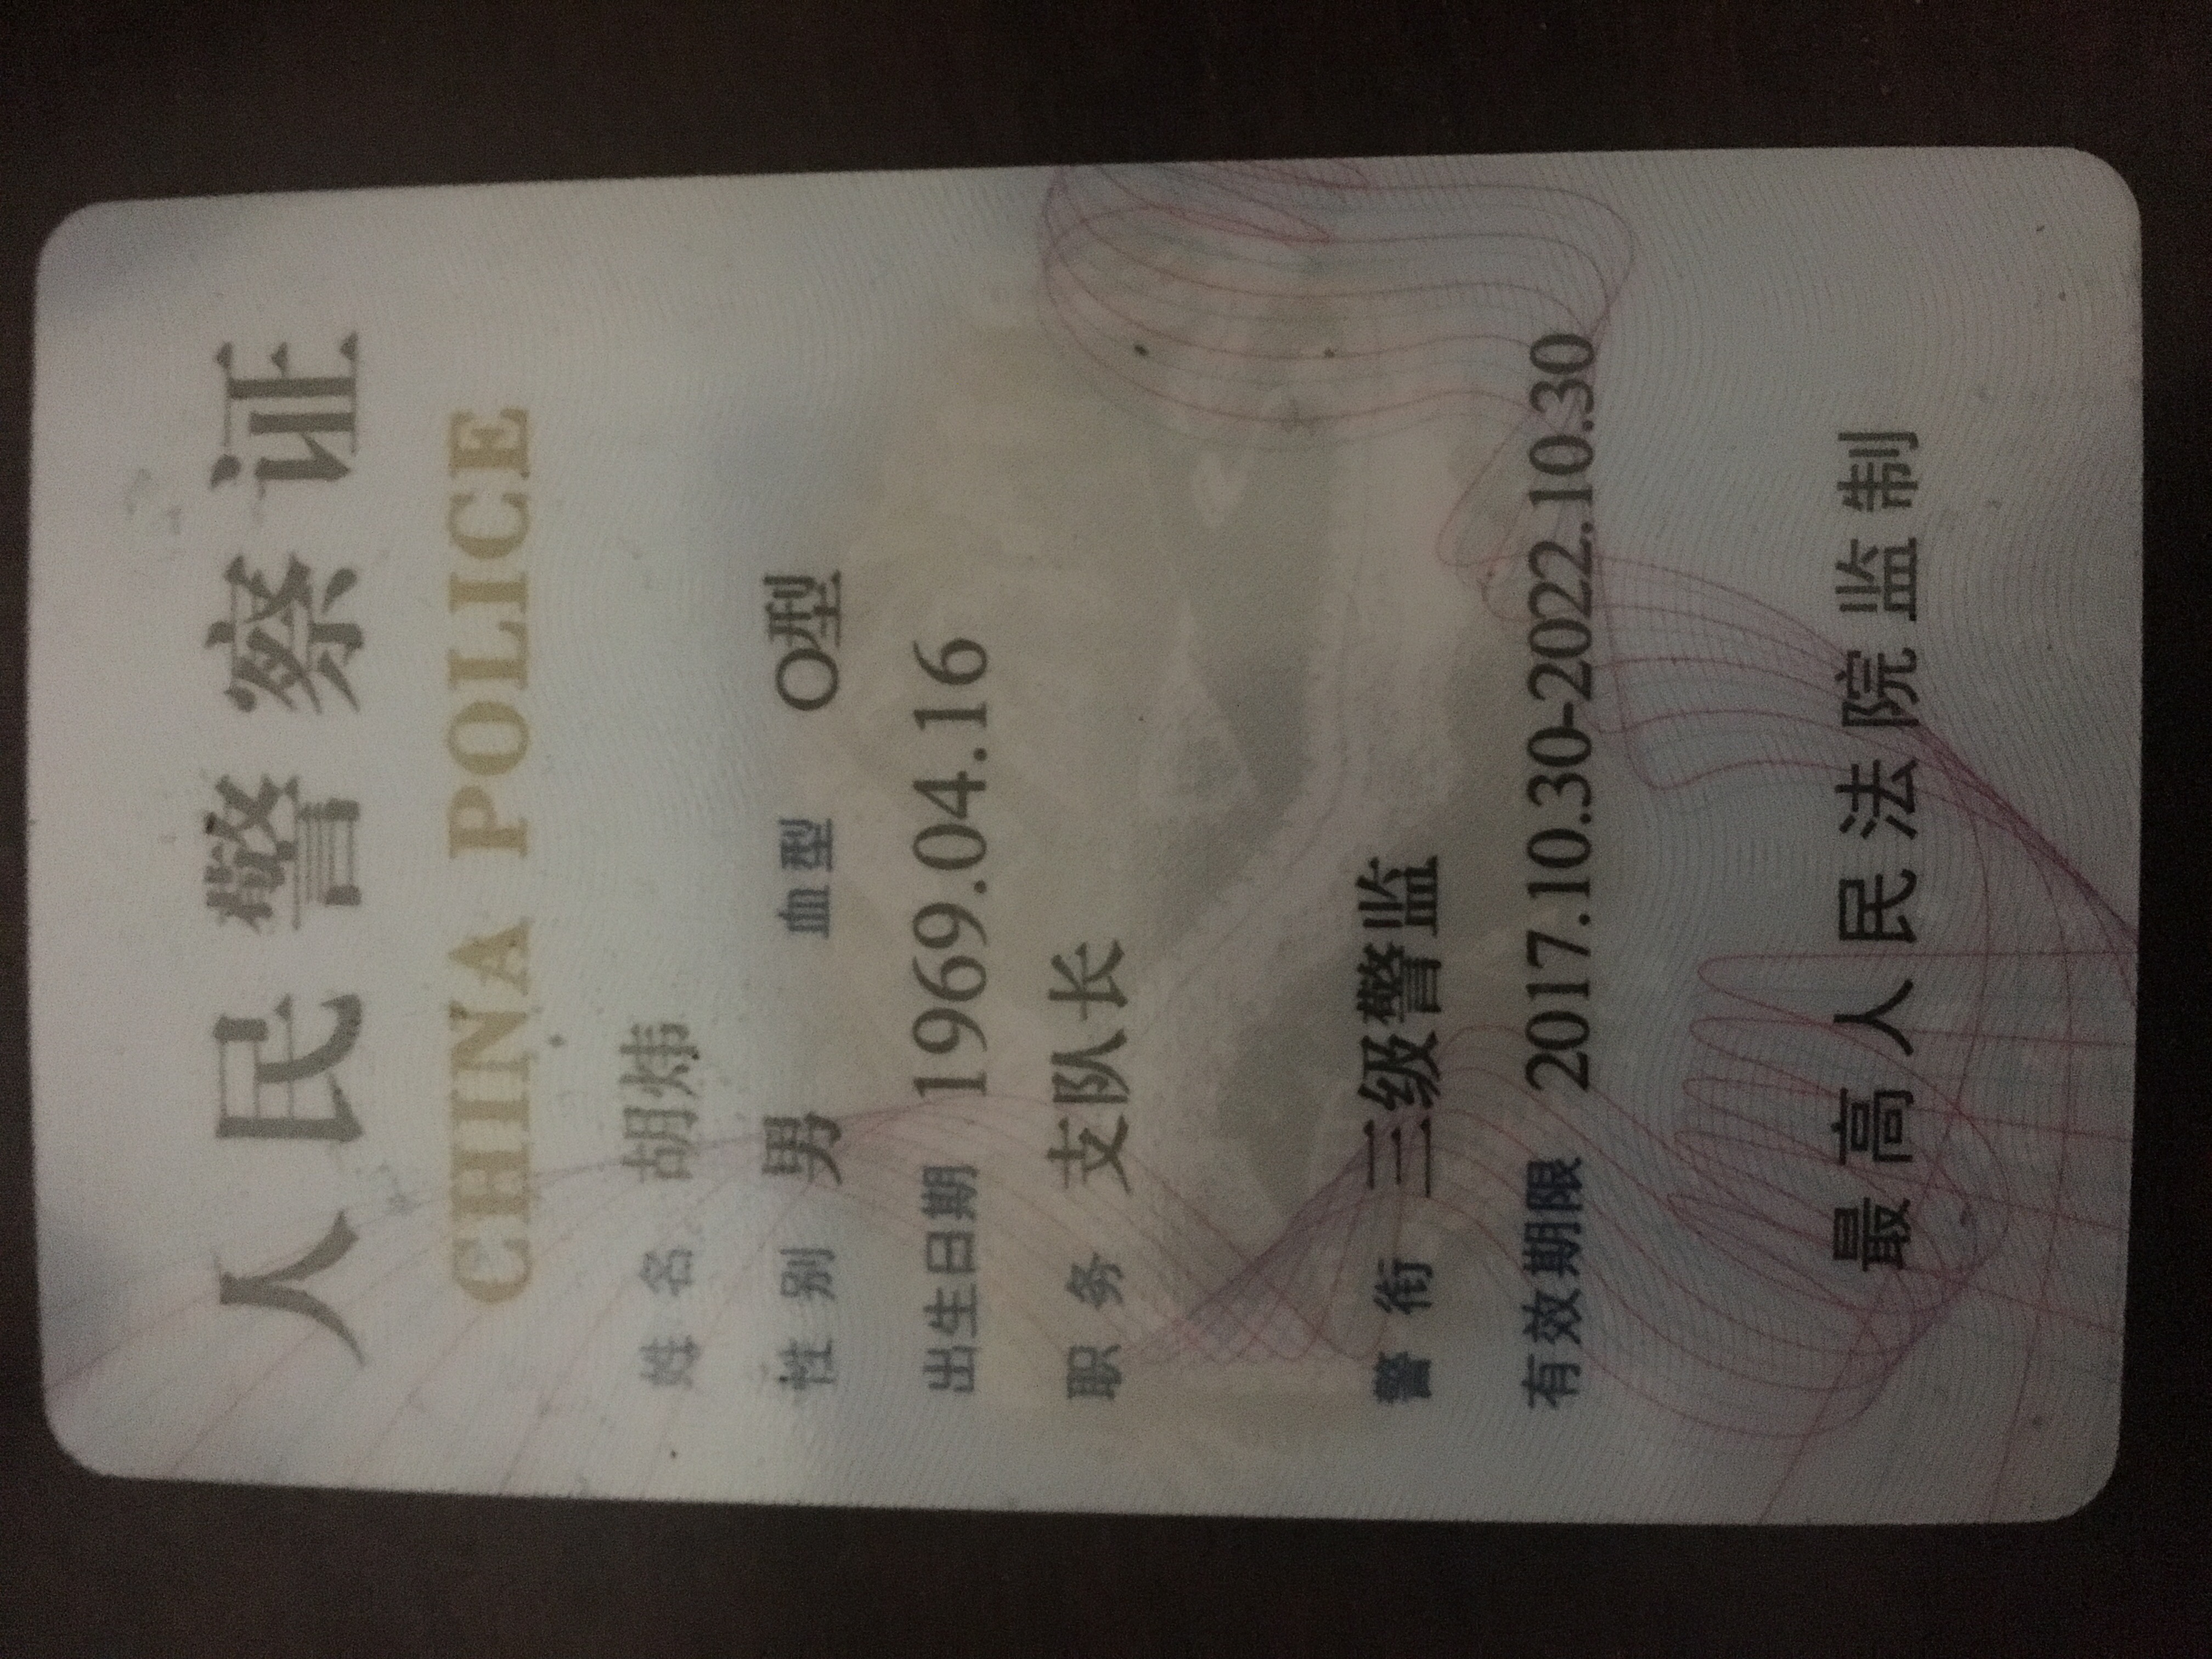 人民警察证
CHINA POLICE
姓 名 胡炜
性 别 男 血型 O型
出生日期 1969.04.16
职 务 支队长
警 衔 三级警监
有效期限 2017.10.30-2022.10.30
最高人民法院监制